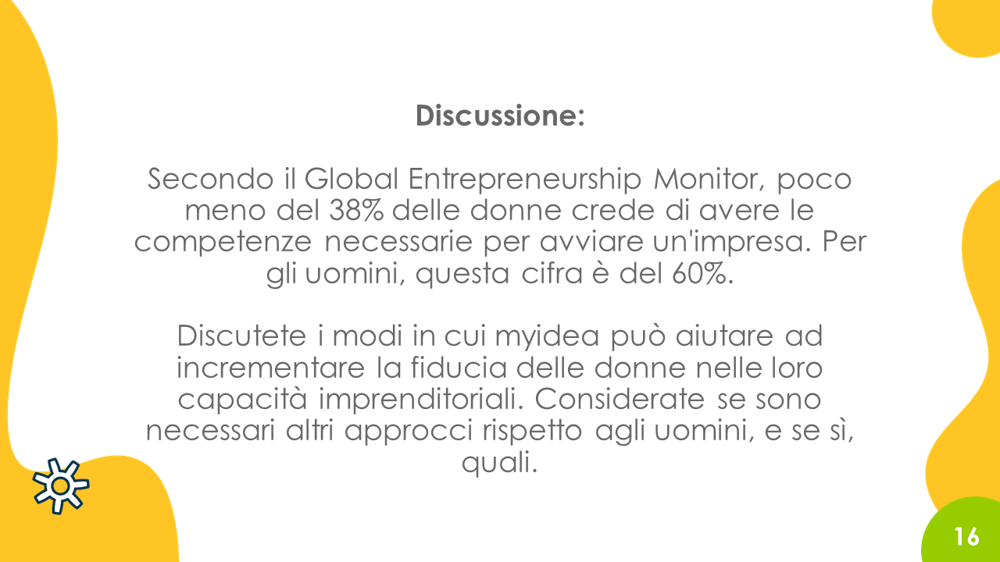 Discussione:
Secondo il Global Entrepreneurship Monitor, poco
meno del 38% delle donne crede di avere le
competenze necessarie per avviare un'impresa. Per
gli uomini, questa cifra è del 60%.
Discutete i modi in cui myidea può aiutare ad
incrementare la fiducia delle donne nelle loro
capacità imprenditoriali. Considerate se sono
necessari altri approcci rispetto agli uomini, e se sì,
quali.
16